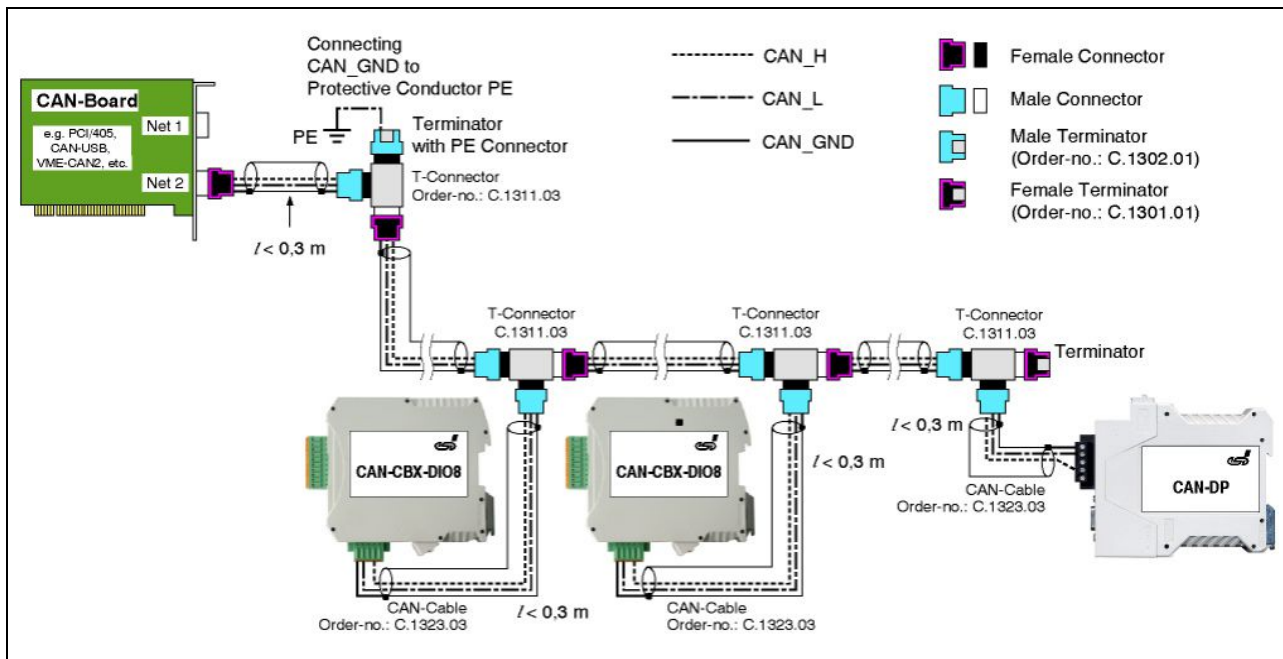 Connecting
CAN_GND to
Protective Conductor PE
CAN_H
CAN_L
CAN_GND
Female Connector
Male Connector
Male Terminator
(Order-no.: C.1302.01)
Female Terminator
(Order-no.: C.1301.01)
CAN-Board
e.g. PCI/405,
CAN-USB,
VME-CAN2, etc.
Net 1
Net 2
PE
Terminator
with PE Connector
T-Connector
Order-no.: C.1311.03
l < 0,3 m
T-Connector
C.1311.03
T-Connector
C.1311.03
T-Connector
C.1311.03
Terminator
esd
CAN-CBX-DIO8
CAN-Cable
Order-no.: C.1323.03
l < 0,3 m
esd
CAN-CBX-DIO8
CAN-Cable
Order-no.: C.1323.03
l < 0,3 m
l < 0,3 m
CAN-Cable
Order-no.: C.1323.03
esd
CAN-DP